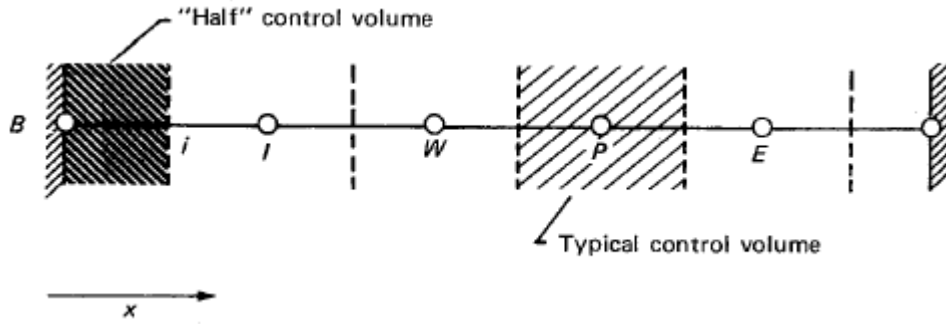 "Half" control volume
B
i
I
W
P
E
Typical control volume
x